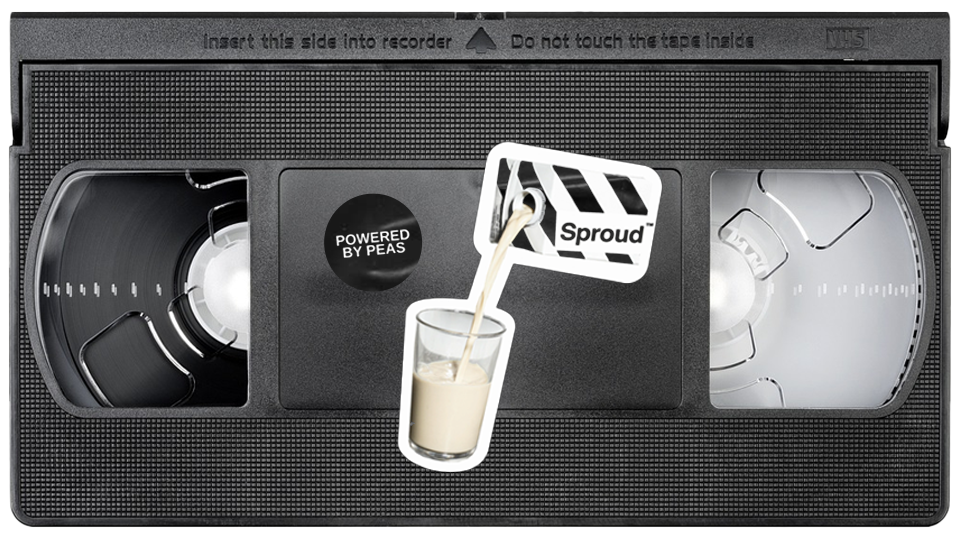 Insert this side into recorder Do not touch the tape inside VHS
POWERED
BY PEAS
Sproud™